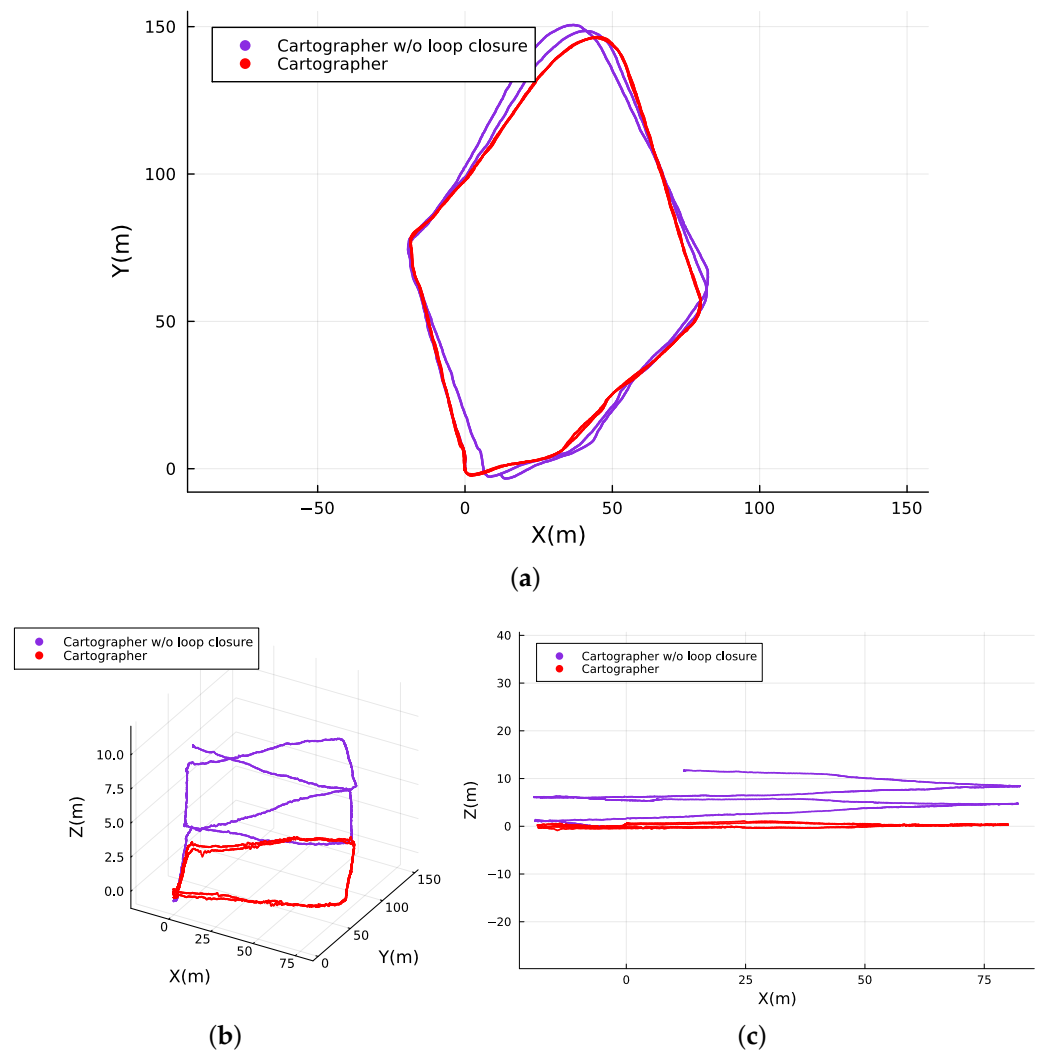 150
100
50
0
Y(m)
Cartographer w/o loop closure
Cartographer
−50
0
50
100
150
X(m)
(a)
Cartographer w/o loop closure
Cartographer
10.0
7.5
5.0
2.5
0.0
Z(m)
0
25
50
75
X(m)
0
50
100
150
Y(m)
(b)
Cartographer w/o loop closure
Cartographer
40
30
20
10
0
−10
−20
Z(m)
0
25
50
75
X(m)
(c)